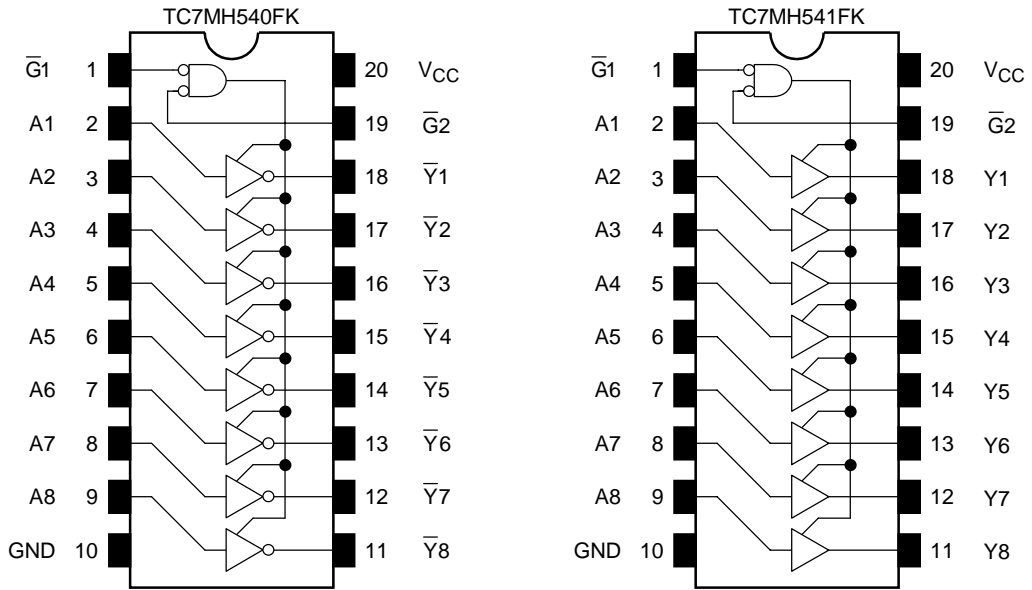 TC7MH540FK
G̅1 1 20 VCC
A1 2 19 G̅2
A2 3 18 Y̅1
A3 4 17 Y̅2
A4 5 16 Y̅3
A5 6 15 Y̅4
A6 7 14 Y̅5
A7 8 13 Y̅6
A8 9 12 Y̅7
GND 10 11 Y̅8
TC7MH541FK
G̅1 1 20 VCC
A1 2 19 G̅2
A2 3 18 Y1
A3 4 17 Y2
A4 5 16 Y3
A5 6 15 Y4
A6 7 14 Y5
A7 8 13 Y6
A8 9 12 Y7
GND 10 11 Y8